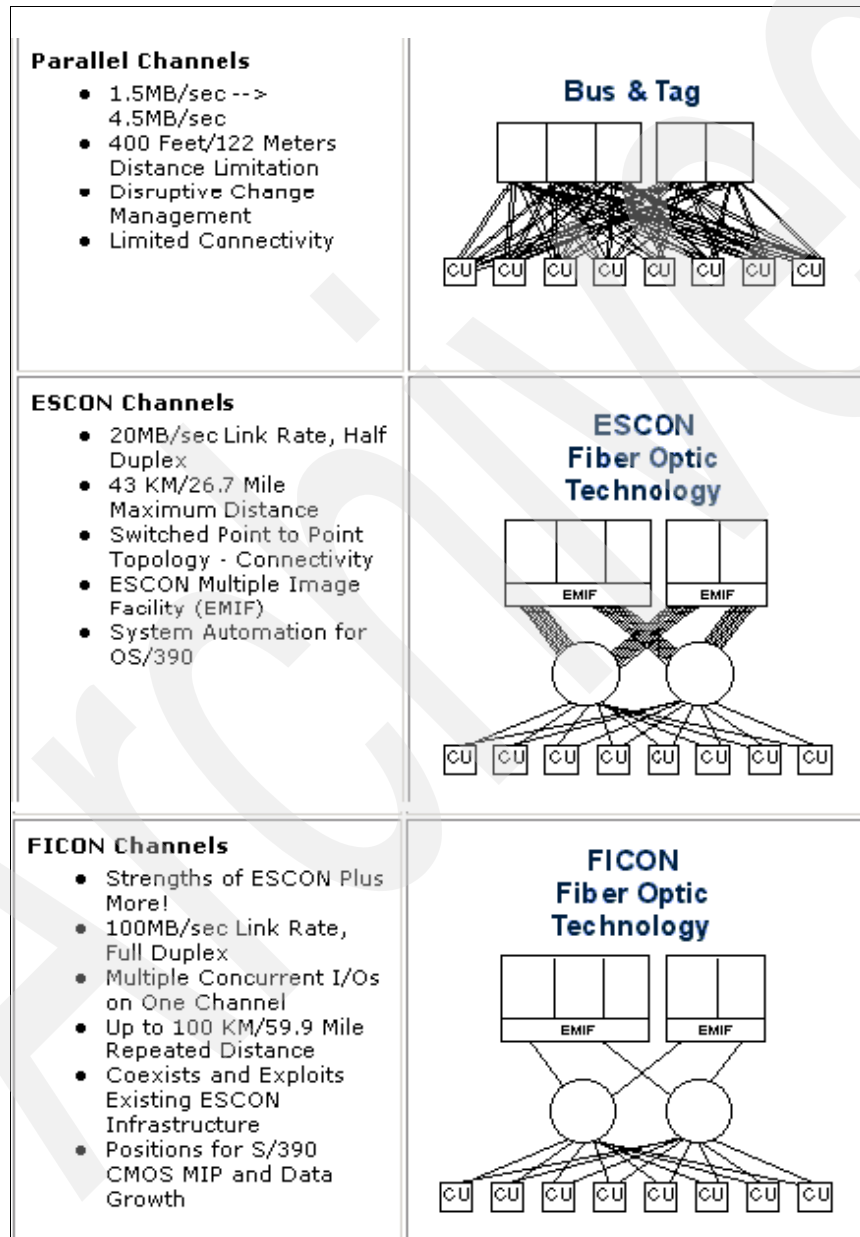 Parallel Channels
● 1.5MB/sec -->
4.5MB/sec
● 400 Feet/122 Meters
Distance Limitation
● Disruptive Change
Management
● Limited Connectivity
Bus & Tag
CU CU CU CU CU CU CU CU
ESCON Channels
● 20MB/sec Link Rate, Half
Duplex
● 43 KM/26.7 Mile
Maximum Distance
● Switched Point to Point
Topology - Connectivity
● ESCON Multiple Image
Facility (EMIF)
● System Automation for
OS/390
ESCON
Fiber Optic
Technology
EMIF EMIF
CU CU CU CU CU CU CU CU
FICON Channels
● Strengths of ESCON Plus
More!
● 100MB/sec Link Rate,
Full Duplex
● Multiple Concurrent I/Os
on One Channel
● Up to 100 KM/59.9 Mile
Repeated Distance
● Coexists and Exploits
Existing ESCON
Infrastructure
● Positions for S/390
CMOS MIP and Data
Growth
FICON
Fiber Optic
Technology
EMIF EMIF
CU CU CU CU CU CU CU CU